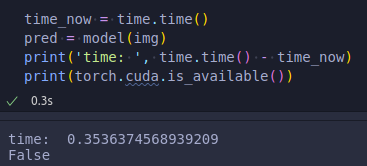 time_now = time.time()
pred = model(img)
print('time: ', time.time() - time_now)
print(torch.cuda.is_available())
✓ 0.3s
time:  0.3536374568939209
False